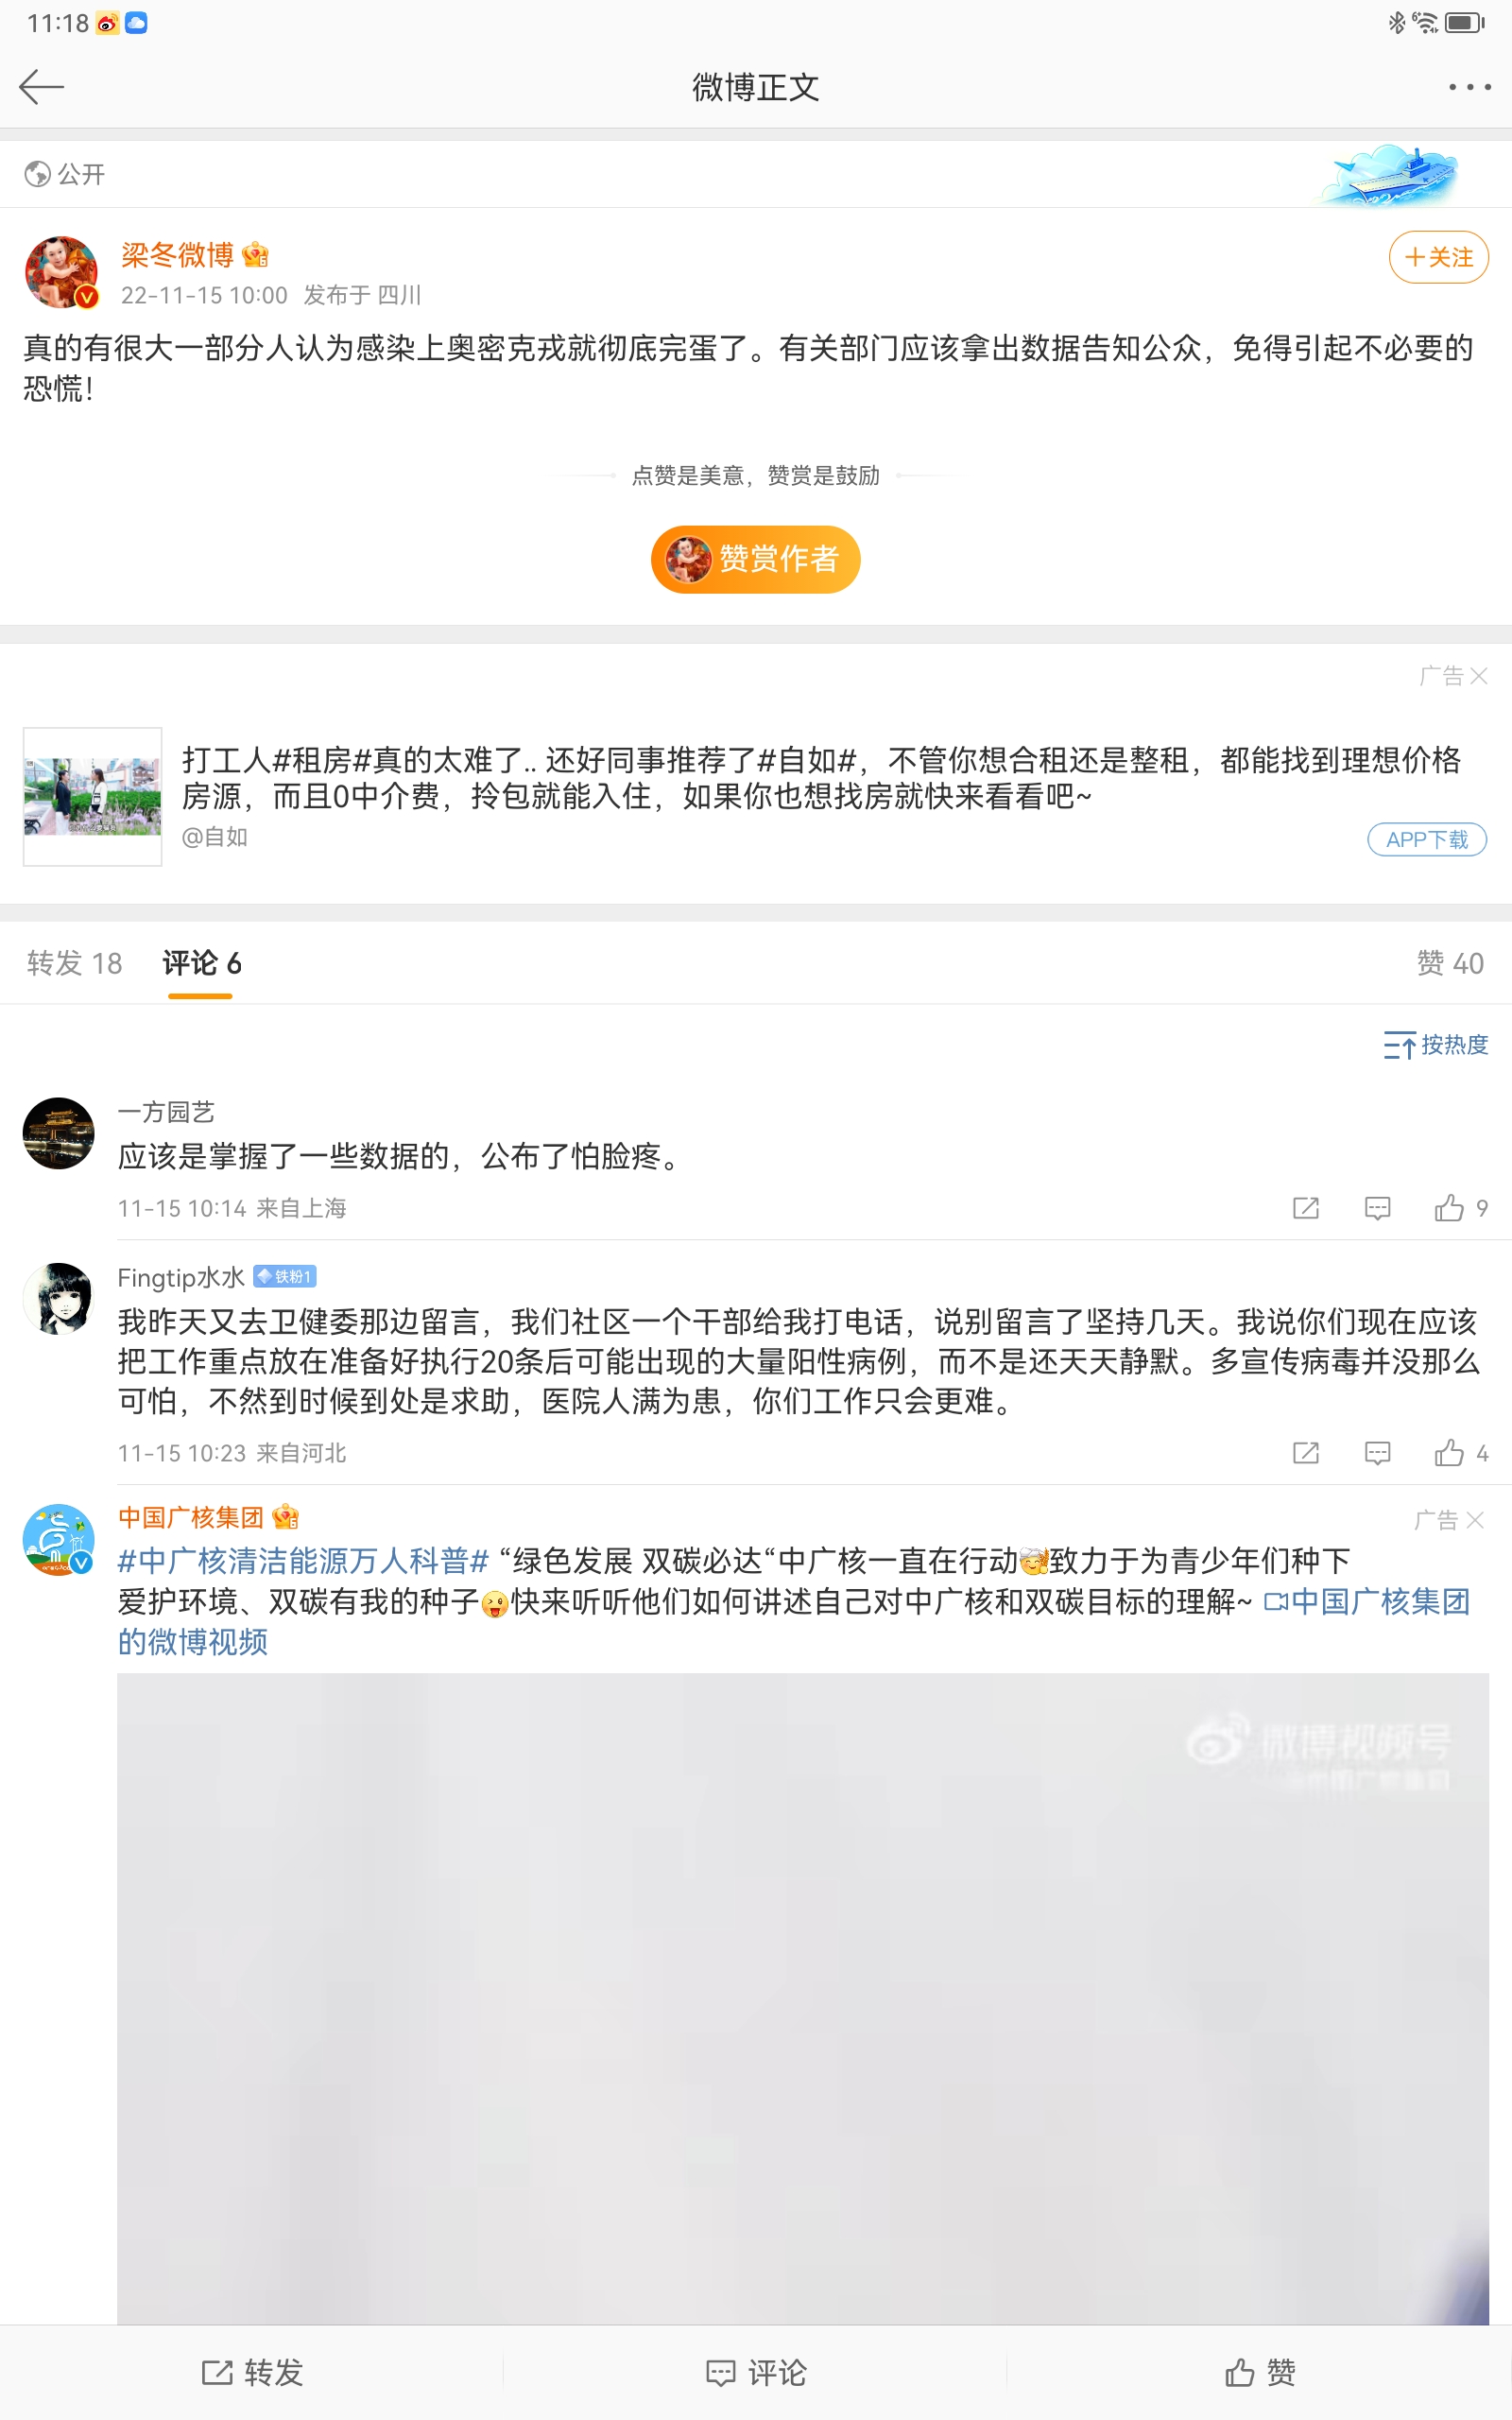 11:18
微博正文
公开
梁冬微博
22-11-15 10:00 发布于 四川
+关注
真的有很大一部分人认为感染上奥密克戎就彻底完蛋了。有关部门应该拿出数据告知公众，免得引起不必要的
恐慌！
点赞是美意，赞赏是鼓励
赞赏作者
广告
打工人#租房#真的太难了.. 还好同事推荐了#自如#，不管你想合租还是整租，都能找到理想价格
房源，而且0中介费，拎包就能入住，如果你也想找房就快来看看吧~
@自如
APP下载
转发 18 评论 6 赞 40
按热度
一方园艺
应该是掌握了一些数据的，公布了怕脸疼。
11-15 10:14 来自上海 9
Fingtip水水 铁粉1
我昨天又去卫健委那边留言，我们社区一个干部给我打电话，说别留言了坚持几天。我说你们现在应该
把工作重点放在准备好执行20条后可能出现的大量阳性病例，而不是还天天静默。多宣传病毒并没那么
可怕，不然到时候到处是求助，医院人满为患，你们工作只会更难。
11-15 10:23 来自河北 4
中国广核集团
广告
#中广核清洁能源万人科普# “绿色发展 双碳必达“中广核一直在行动🥳致力于为青少年们种下
爱护环境、双碳有我的种子😜快来听听他们如何讲述自己对中广核和双碳目标的理解~ 中国广核集团
的微博视频
微博视频号
转发 评论 赞